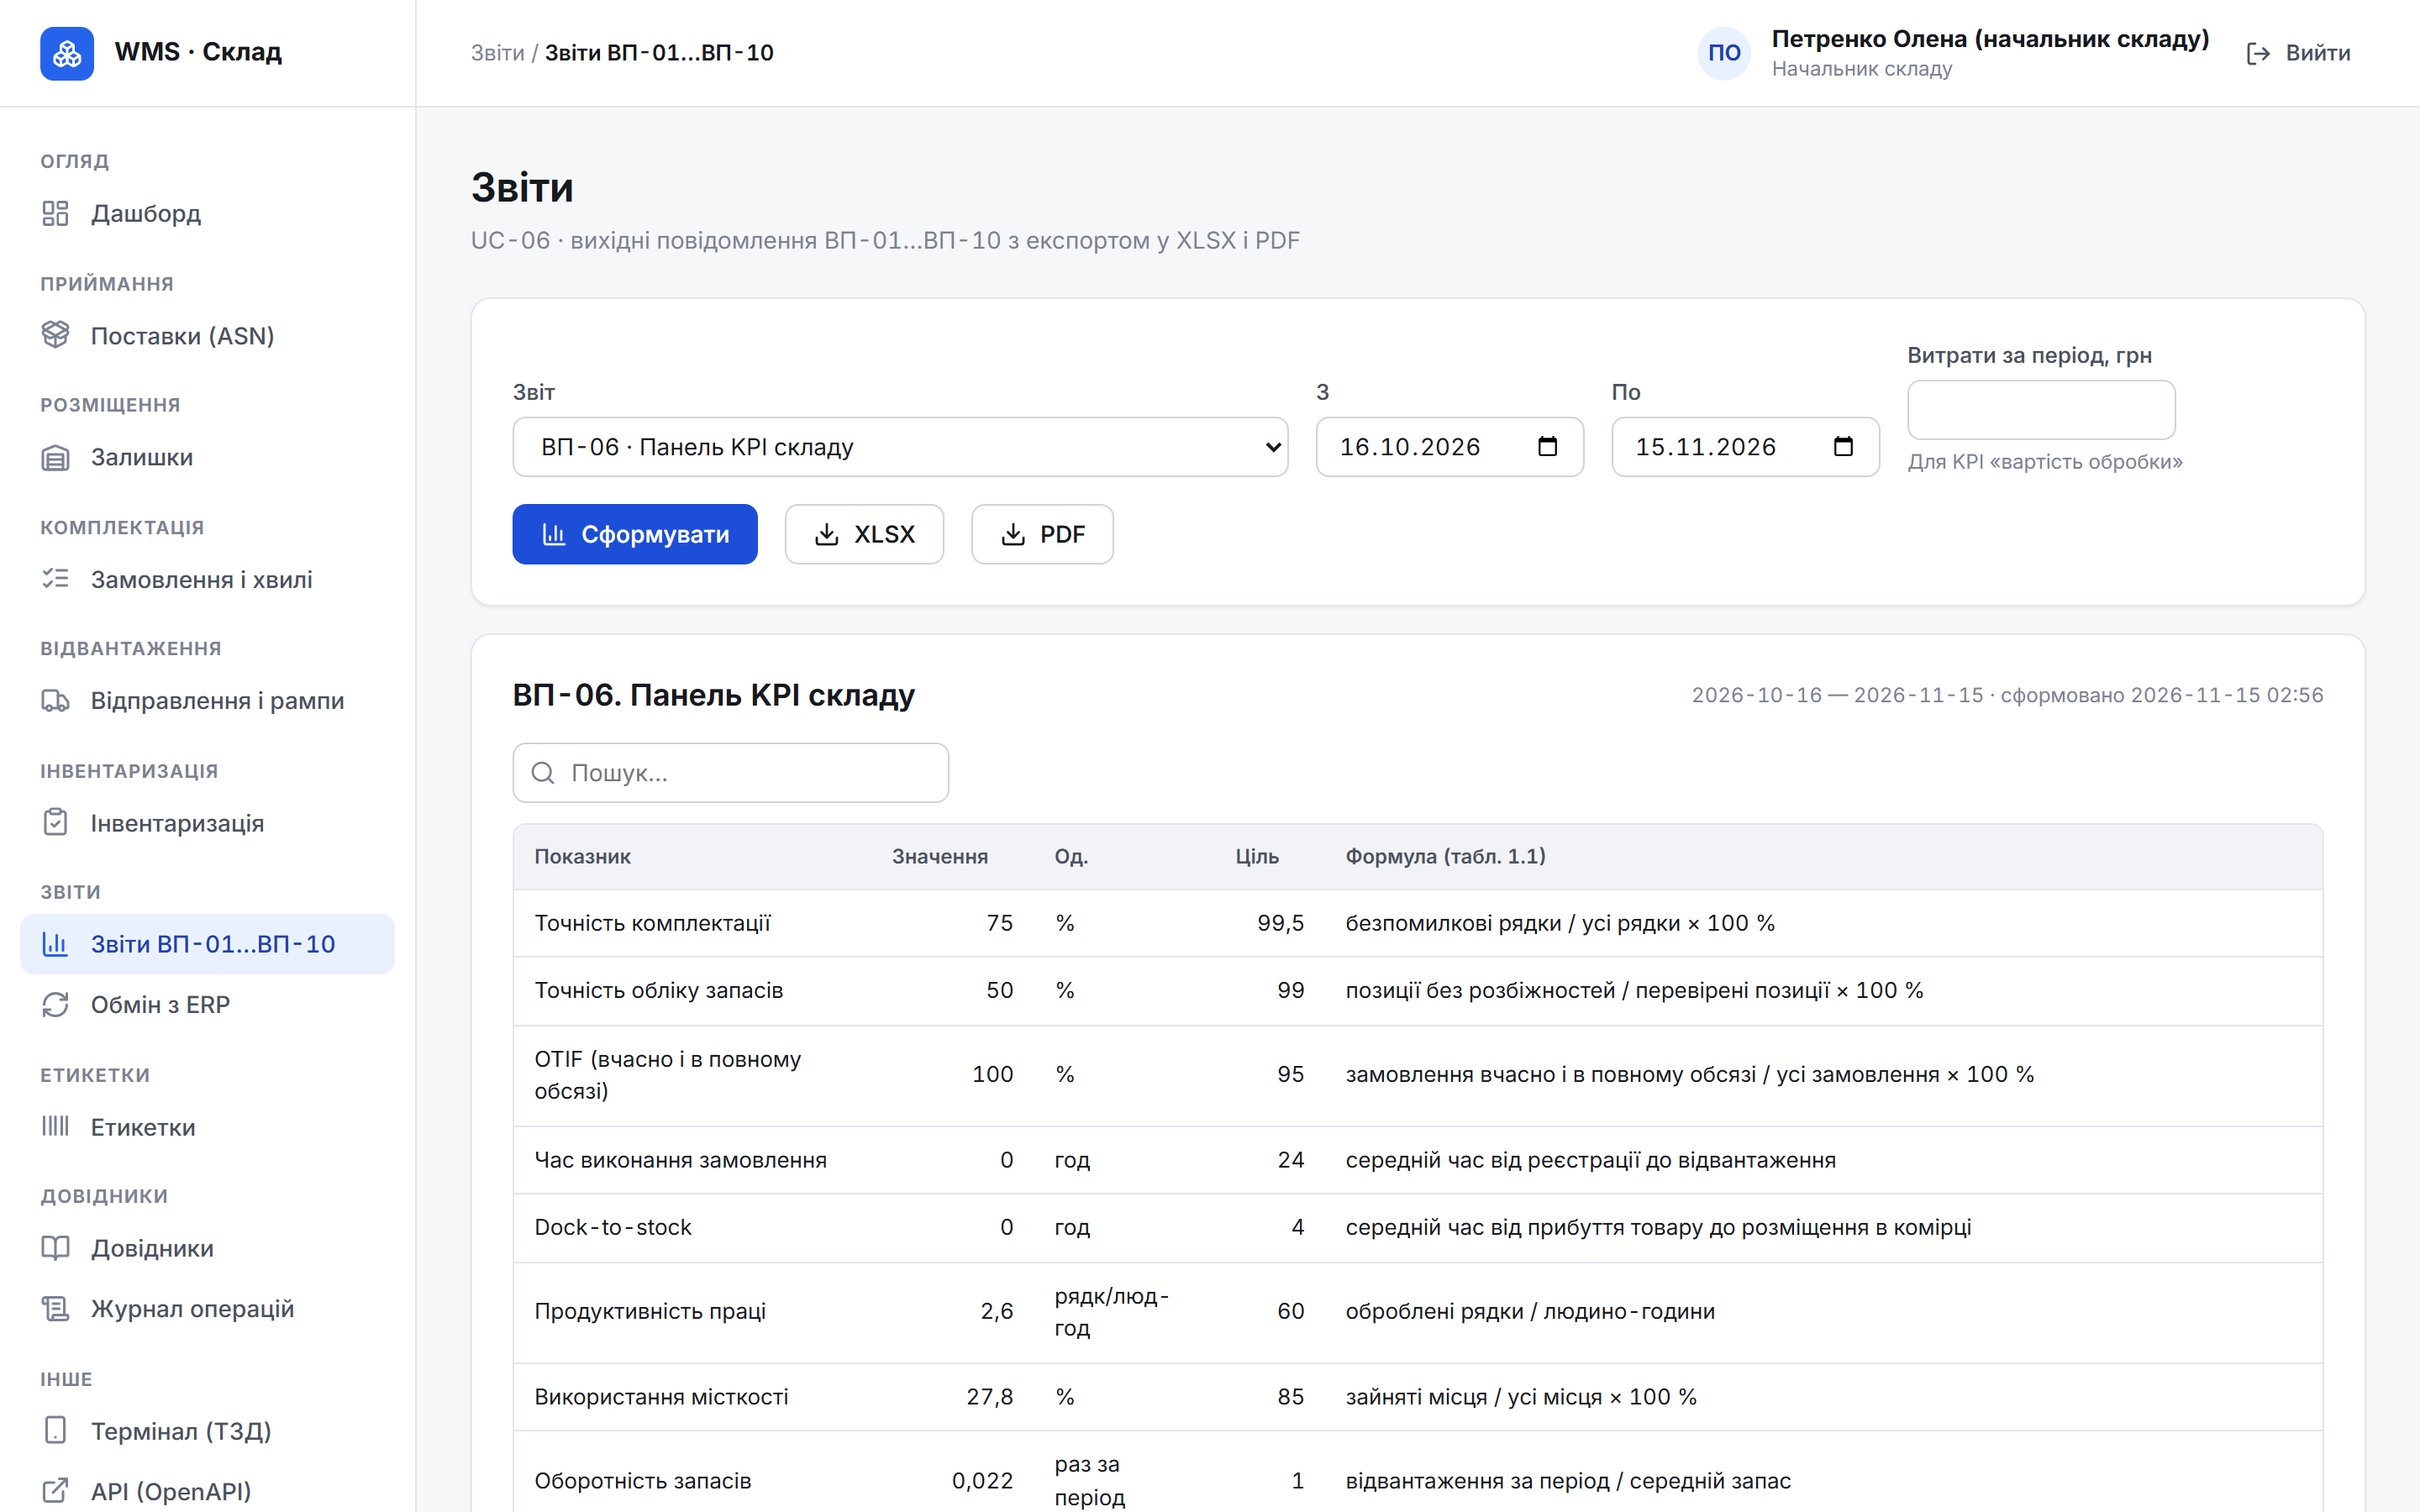 WMS · Склад
Звіти / Звіти ВП-01...ВП-10
ПО
Петренко Олена (начальник складу)
Начальник складу
Вийти
ОГЛЯД
Дашборд
ПРИЙМАННЯ
Поставки (ASN)
РОЗМІЩЕННЯ
Залишки
КОМПЛЕКТАЦІЯ
Замовлення і хвилі
ВІДВАНТАЖЕННЯ
Відправлення і рампи
ІНВЕНТАРИЗАЦІЯ
Інвентаризація
ЗВІТИ
Звіти ВП-01...ВП-10
Обмін з ERP
ЕТИКЕТКИ
Етикетки
ДОВІДНИКИ
Довідники
Журнал операцій
ІНШЕ
Термінал (ТЗД)
API (OpenAPI)
Звіти
UC-06 · вихідні повідомлення ВП-01...ВП-10 з експортом у XLSX і PDF
Звіт
ВП-06 · Панель KPI складу
З
16.10.2026
По
15.11.2026
Витрати за період, грн
Для KPI «вартість обробки»
Сформувати
XLSX
PDF
ВП-06. Панель KPI складу
2026-10-16 — 2026-11-15 · сформовано 2026-11-15 02:56
Пошук...
Показник Значення Од. Ціль Формула (табл. 1.1)
Точність комплектації 75 % 99,5 безпомилкові рядки / усі рядки × 100 %
Точність обліку запасів 50 % 99 позиції без розбіжностей / перевірені позиції × 100 %
OTIF (вчасно і в повному
обсязі) 100 % 95 замовлення вчасно і в повному обсязі / усі замовлення × 100 %
Час виконання замовлення 0 год 24 середній час від реєстрації до відвантаження
Dock-to-stock 0 год 4 середній час від прибуття товару до розміщення в комірці
Продуктивність праці 2,6 рядк/люд-
год 60 оброблені рядки / людино-години
Використання місткості 27,8 % 85 зайняті місця / усі місця × 100 %
Оборотність запасів 0,022 раз за
період 1 відвантаження за період / середній запас